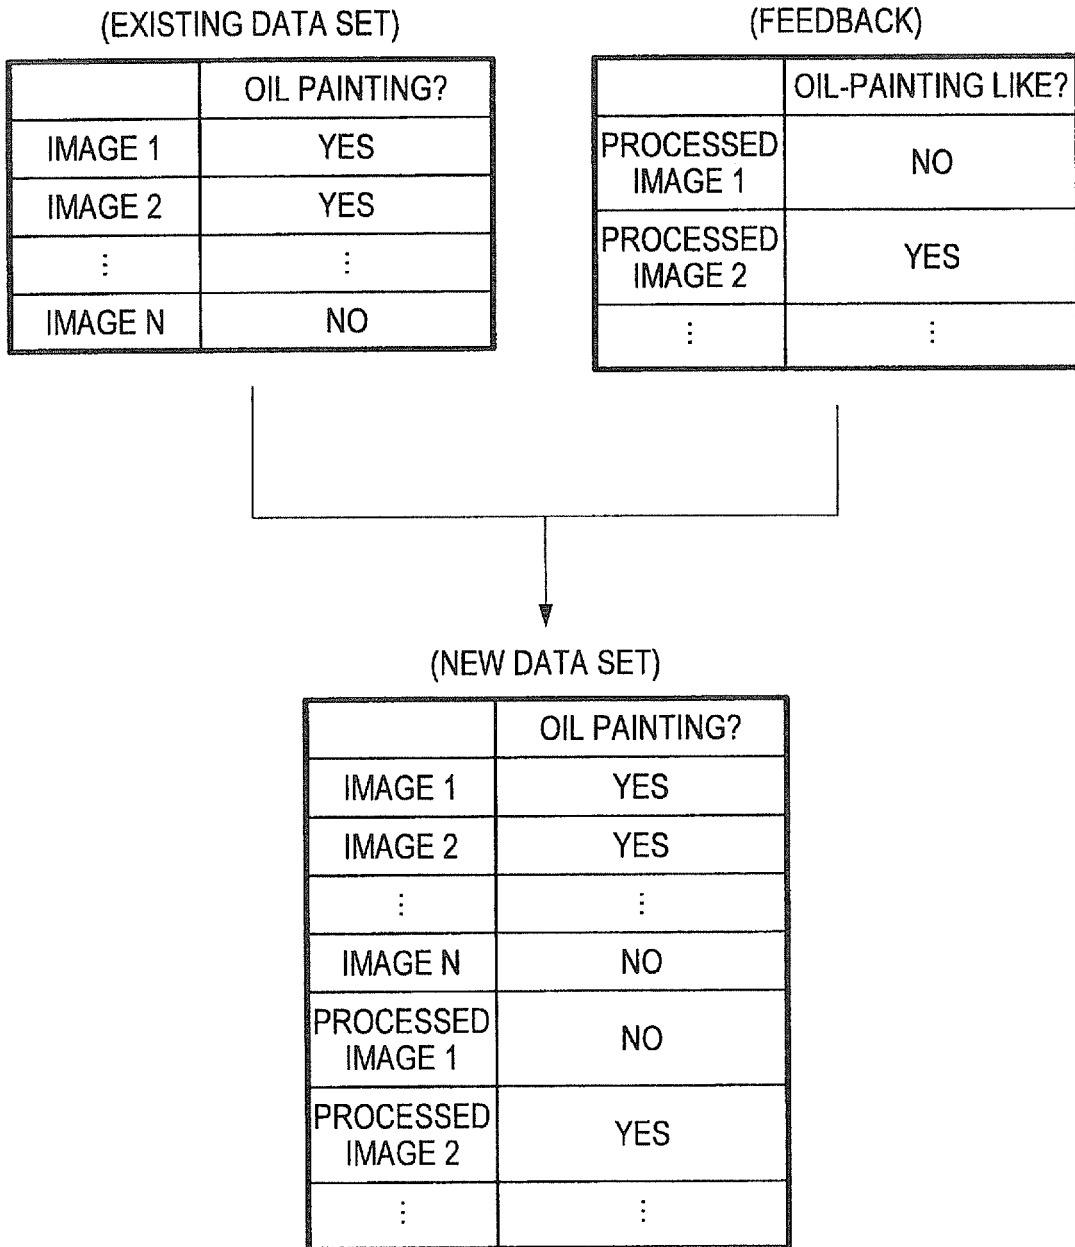 (EXISTING DATA SET)
OIL PAINTING?
IMAGE 1 YES
IMAGE 2 YES
⋮ ⋮
IMAGE N NO
(FEEDBACK)
OIL-PAINTING LIKE?
PROCESSED
IMAGE 1 NO
PROCESSED
IMAGE 2 YES
⋮ ⋮
(NEW DATA SET)
OIL PAINTING?
IMAGE 1 YES
IMAGE 2 YES
⋮ ⋮
IMAGE N NO
PROCESSED
IMAGE 1 NO
PROCESSED
IMAGE 2 YES
⋮ ⋮